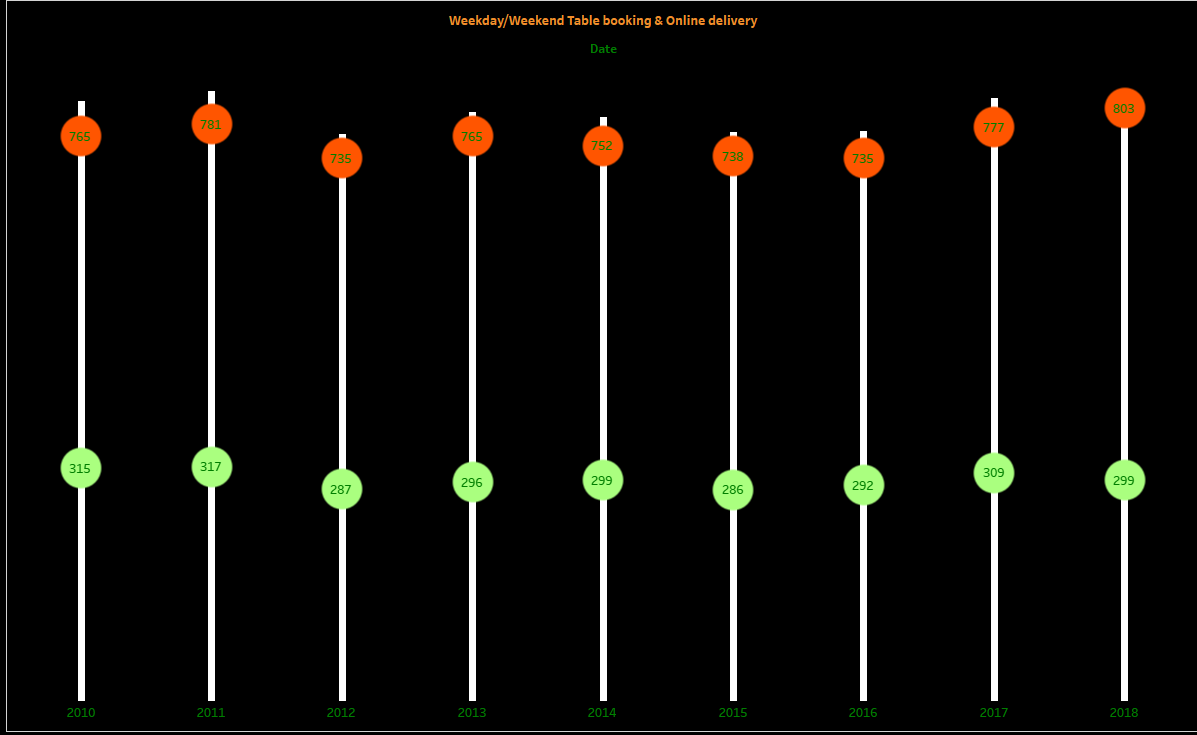 Weekday/Weekend Table booking & Online delivery
Date
765 781 735 765 752 738 735 777 803
315 317 287 296 299 286 292 309 299
2010 2011 2012 2013 2014 2015 2016 2017 2018